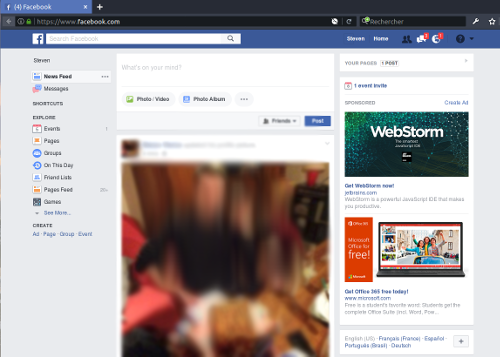 (4) Facebook
https://www.facebook.com
Rechercher
Search Facebook
Steven Home
Steven
News Feed
Messages
SHORTCUTS
EXPLORE
Events 1
Pages
Groups
On This Day
Friend Lists
Pages Feed
Games
See More...
CREATE
Ad · Page · Group · Event
What's on your mind?
Photo / Video
Photo Album
Friends
Post
YOUR PAGES 1 POST
1 event invite
SPONSORED Create Ad
WebStorm
The smartest
JavaScript IDE
Get WebStorm now!
jetbrains.com
WebStorm is a powerful JavaScript IDE that makes
you productive.
Office 365
Microsoft
Office for
free!
Microsoft
Get Office 365 free today!
www.microsoft.com
Free is a student's favorite word: Students get the
complete Office (incl. Word, Pow...
English (US) · Français (France) · Español ·
Português (Brasil) · Deutsch